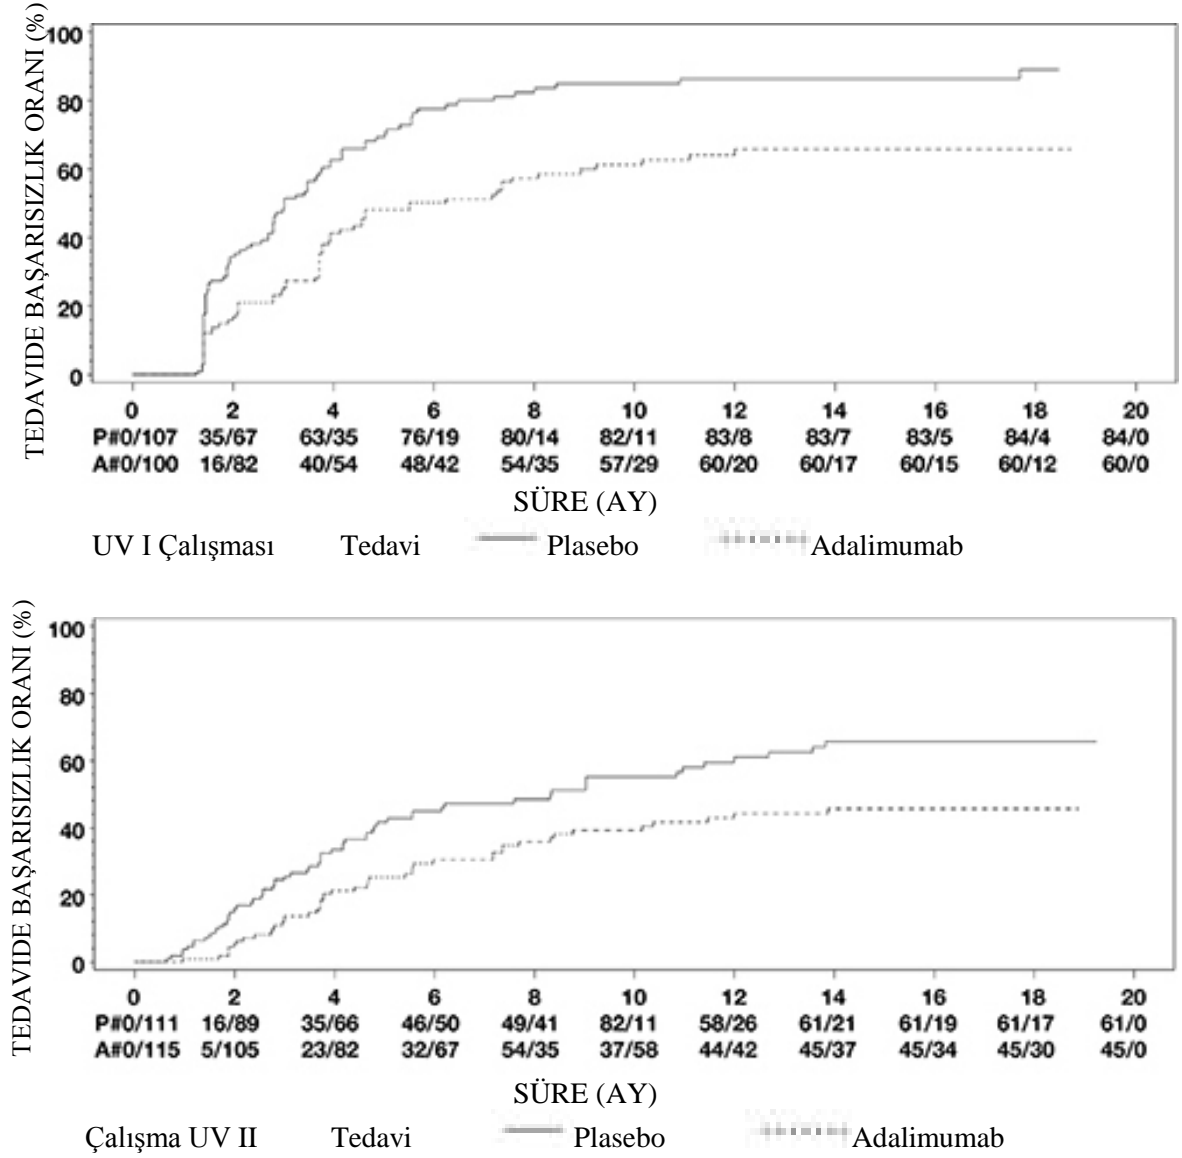 TEDAVIDE BAŞARISIZLIK ORANI (%)
100
80
60
40
20
0
0 2 4 6 8 10 12 14 16 18 20
P#0/107 35/67 63/35 76/19 80/14 82/11 83/8 83/7 83/5 84/4 84/0
A#0/100 16/82 40/54 48/42 54/35 57/29 60/20 60/17 60/15 60/12 60/0
SÜRE (AY)
UV I Çalışması Tedavi Plasebo Adalimumab
TEDAVIDE BAŞARISIZLIK ORANI (%)
100
80
60
40
20
0
0 2 4 6 8 10 12 14 16 18 20
P#0/111 16/89 35/66 46/50 49/41 82/11 58/26 61/21 61/19 61/17 61/0
A#0/115 5/105 23/82 32/67 54/35 37/58 44/42 45/37 45/34 45/30 45/0
SÜRE (AY)
Çalışma UV II Tedavi Plasebo Adalimumab